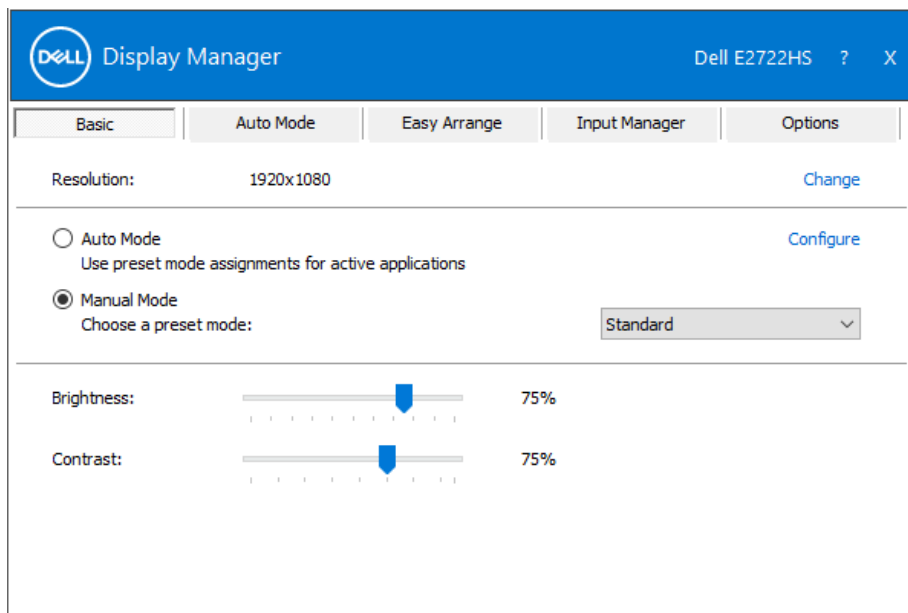 DELL Display Manager Dell E2722HS ? X
Basic Auto Mode Easy Arrange Input Manager Options
Resolution: 1920x1080 Change
Auto Mode Configure
Use preset mode assignments for active applications
Manual Mode
Choose a preset mode: Standard
Brightness: 75%
Contrast: 75%